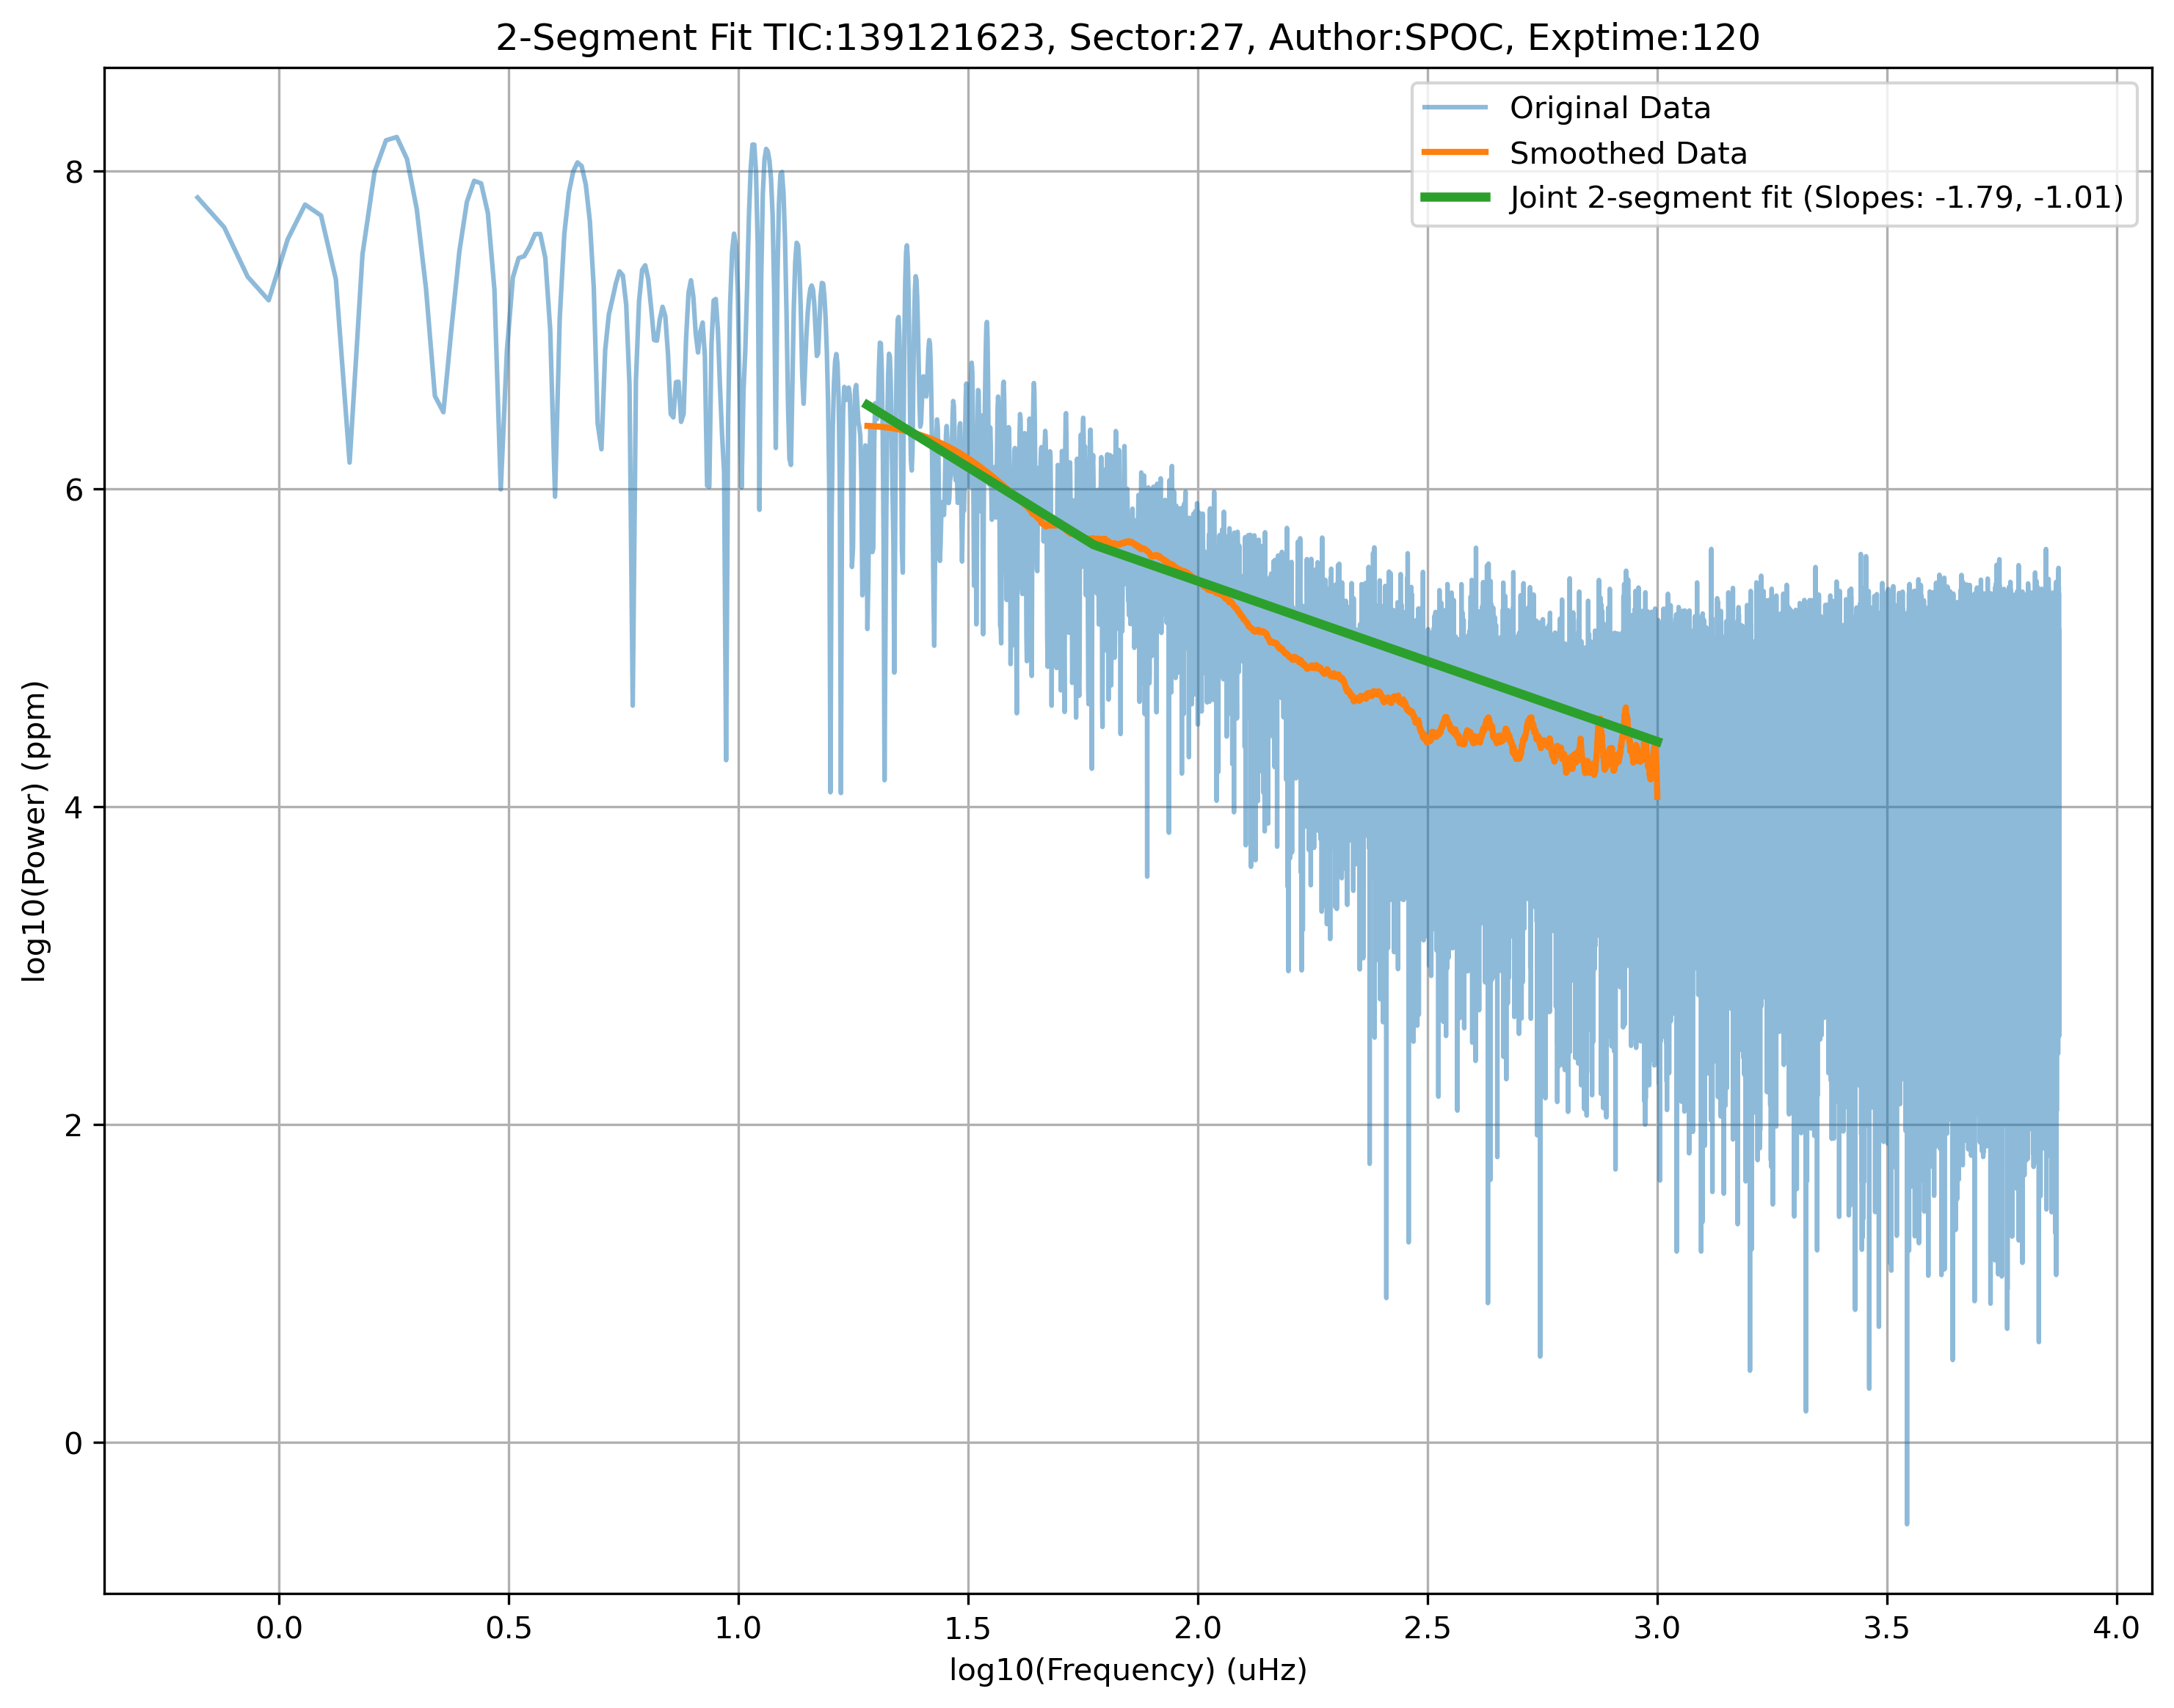 2-Segment Fit TIC:139121623, Sector:27, Author:SPOC, Exptime:120
Original Data
Smoothed Data
Joint 2-segment fit (Slopes: -1.79, -1.01)
log10(Power) (ppm)
8
6
4
2
0
0.0 0.5 1.0 1.5 2.0 2.5 3.0 3.5 4.0
log10(Frequency) (uHz)